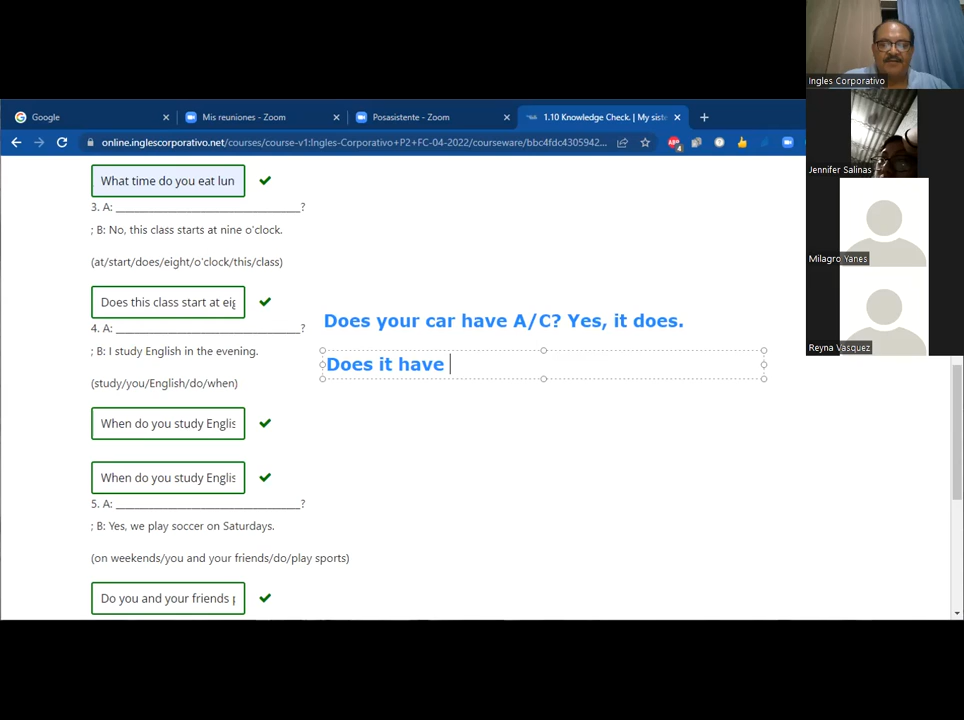 Google
Mis reuniones - Zoom
Posasistente - Zoom
1.10 Knowledge Check. | My siste
online.inglescorporativo.net/courses/course-v1:Ingles-Corporativo+P2+FC-04-2022/courseware/bbc4fdc4305942...
Ingles Corporativo
Jennifer Salinas
Milagro Yanes
Reyna Vasquez
What time do you eat lun
3. A: ______________________________?
; B: No, this class starts at nine o'clock.
(at/start/does/eight/o'clock/this/class)
Does this class start at eig
4. A: ______________________________?
; B: I study English in the evening.
(study/you/English/do/when)
When do you study Englis
When do you study Englis
5. A: ______________________________?
; B: Yes, we play soccer on Saturdays.
(on weekends/you and your friends/do/play sports)
Do you and your friends p
Does your car have A/C? Yes, it does.
Does it have